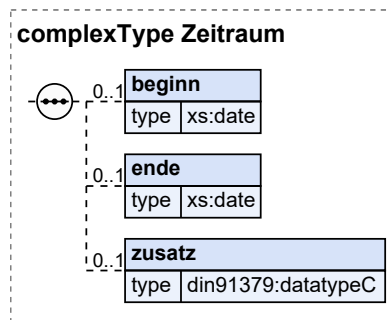 complexType Zeitraum
0..1 beginn
type xs:date
0..1 ende
type xs:date
0..1 zusatz
type din91379:datatypeC